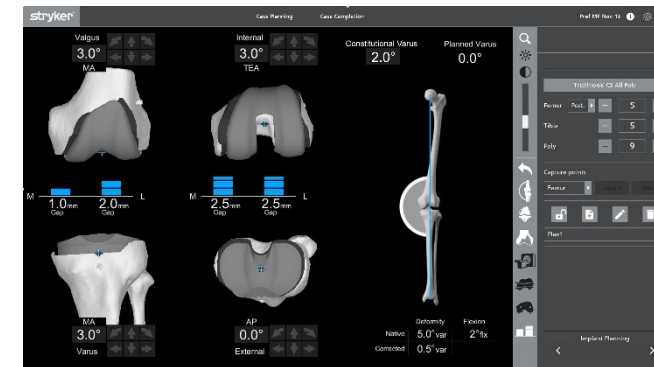 stryker Case Planning Case Completion Prof MF Nov 13
Valgus Internal Constitutional Varus Planned Varus
3.0° 3.0° 2.0° 0.0°
MA TEA
Triathlon CS All Poly
Femur Post. 5
Tibia 5
Poly 9
Capture points
Femur
M 1.0mm 2.0mm L M 2.5mm 2.5mm L
Gap Gap Gap Gap
Plan1
MA AP
3.0° 0.0°
Varus External
Deformity Flexion
Native 5.0°var 2°flx
Corrected 0.5°var
Implant Planning